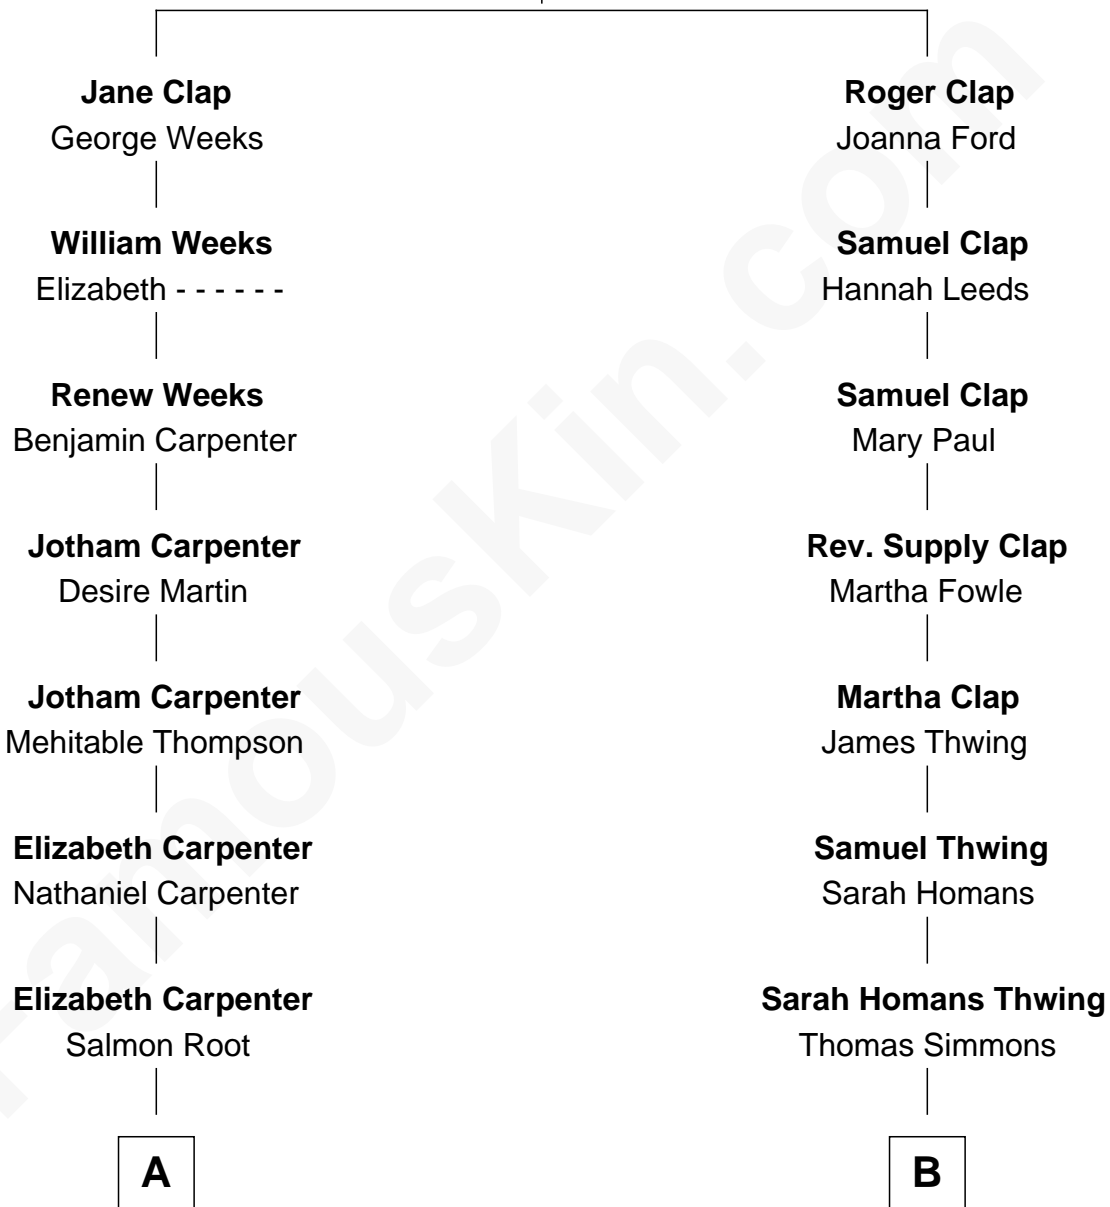 Jane Clap
George Weeks
Roger Clap
Joanna Ford
William Weeks
Elizabeth - - - - - -
Samuel Clap
Hannah Leeds
Renew Weeks
Benjamin Carpenter
Samuel Clap
Mary Paul
Jotham Carpenter
Desire Martin
Rev. Supply Clap
Martha Fowle
Jotham Carpenter
Mehitable Thompson
Martha Clap
James Thwing
Elizabeth Carpenter
Nathaniel Carpenter
Samuel Thwing
Sarah Homans
Elizabeth Carpenter
Salmon Root
Sarah Homans Thwing
Thomas Simmons
A
B
FamousKin.com